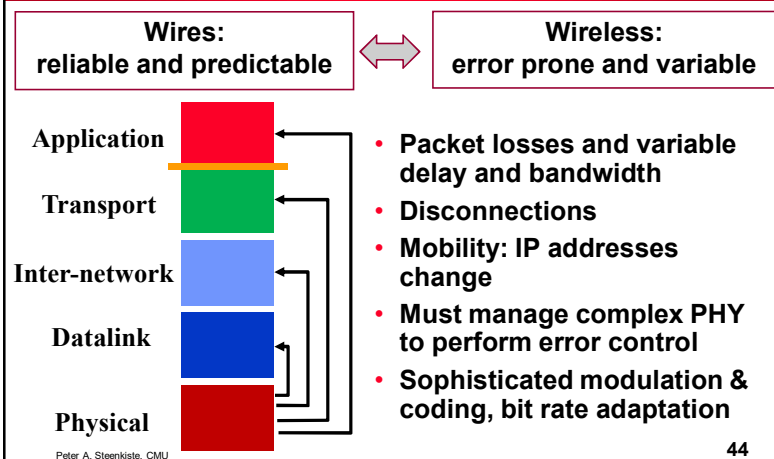 Wires:
reliable and predictable
Wireless:
error prone and variable
Application
Transport
Inter-network
Datalink
Physical
• Packet losses and variable
delay and bandwidth
• Disconnections
• Mobility: IP addresses
change
• Must manage complex PHY
to perform error control
• Sophisticated modulation &
coding, bit rate adaptation
Peter A. Steenkiste, CMU
44